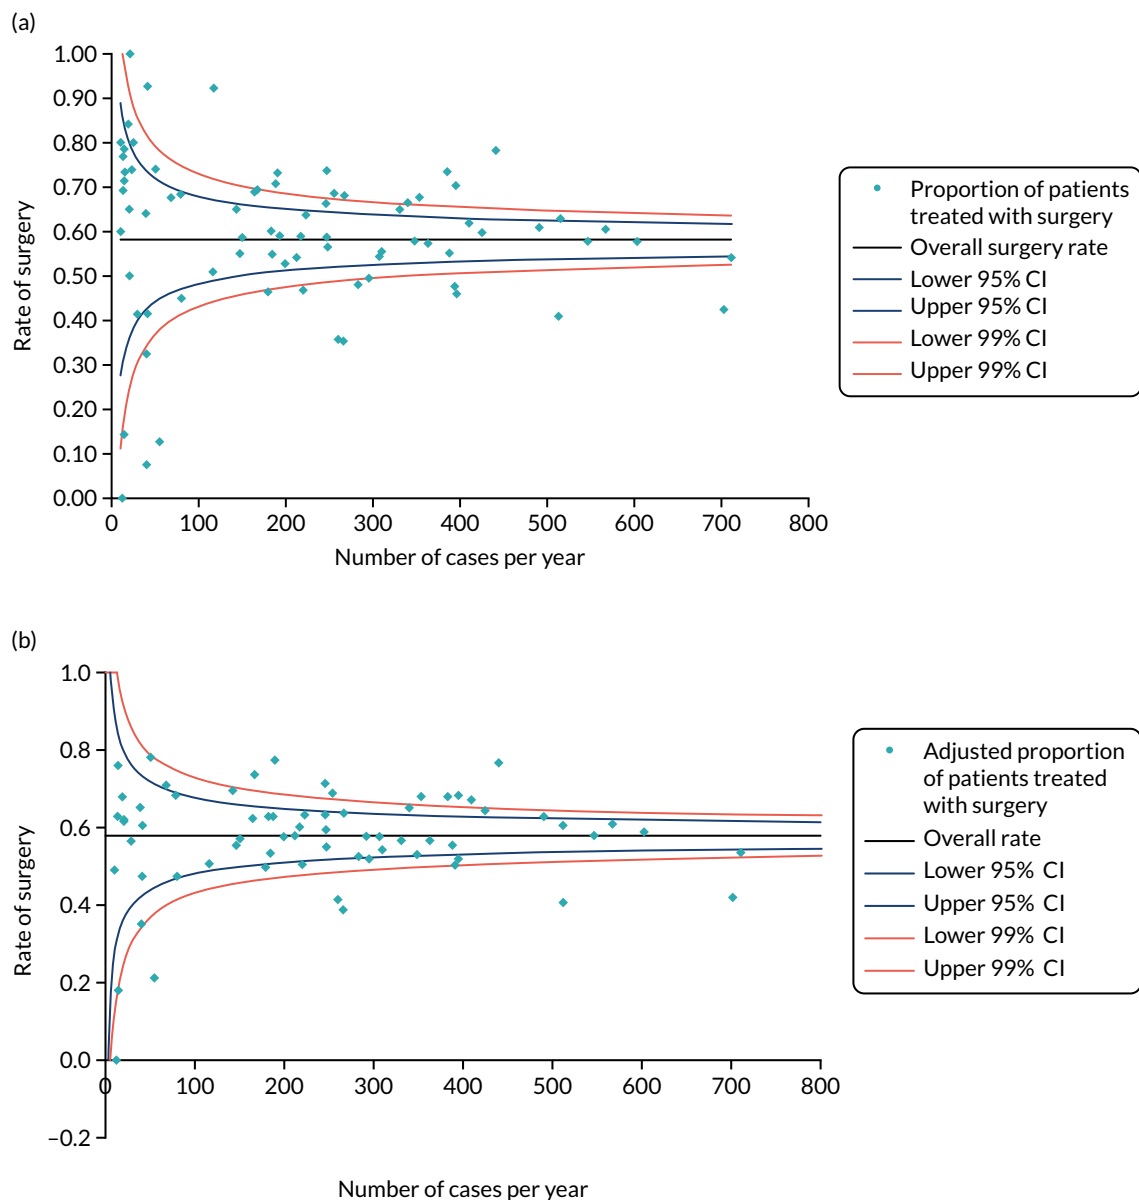 (a)
1.00
0.90
0.80
0.70
0.60
0.50
0.40
0.30
0.20
0.10
0.00
Rate of surgery
0 100 200 300 400 500 600 700 800
Number of cases per year
Proportion of patients
treated with surgery
Overall surgery rate
Lower 95% CI
Upper 95% CI
Lower 99% CI
Upper 99% CI
(b)
1.0
0.8
0.6
0.4
0.2
0.0
−0.2
Rate of surgery
0 100 200 300 400 500 600 700 800
Number of cases per year
Adjusted proportion
of patients treated
with surgery
Overall rate
Lower 95% CI
Upper 95% CI
Lower 99% CI
Upper 99% CI